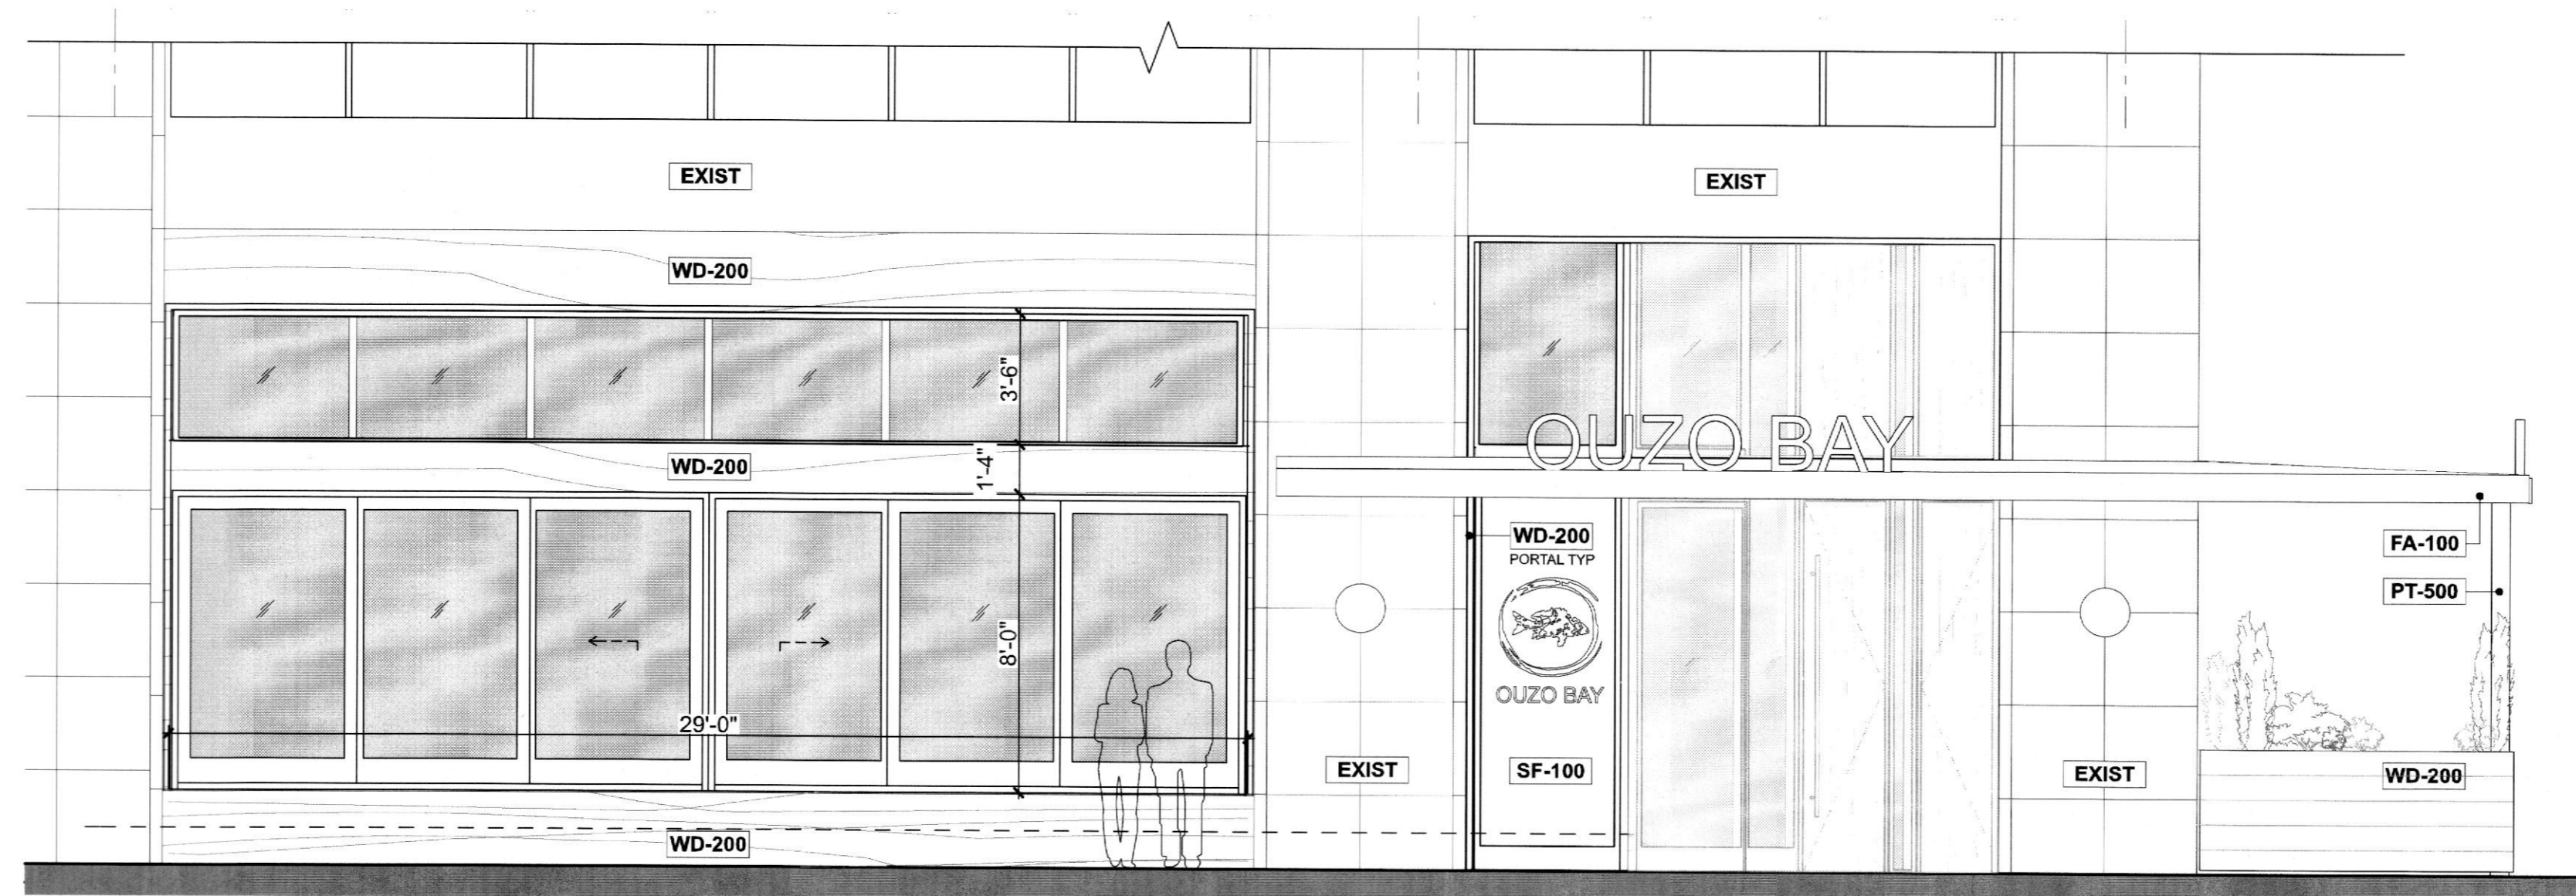 EXIST
EXIST
WD-200
3'-6"
OUZO BAY
WD-200
1'-4"
WD-200
PORTAL TYP
FA-100
PT-500
8'-0"
OUZO BAY
29'-0"
EXIST
SF-100
EXIST
WD-200
WD-200